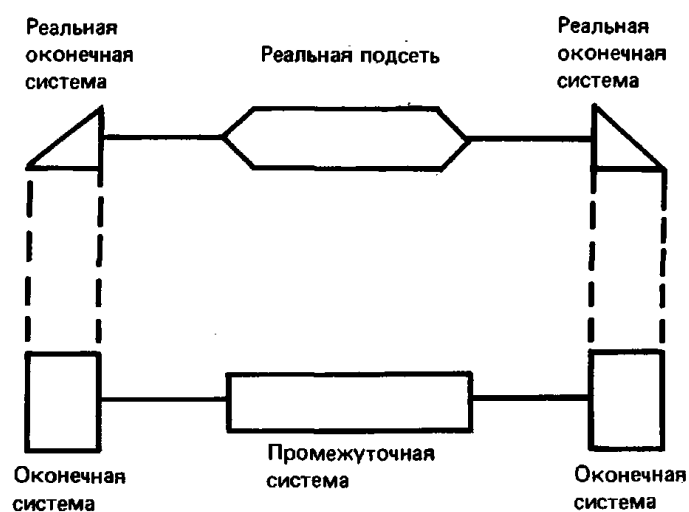 Реальная
оконечная
система
Реальная подсеть
Реальная
оконечная
система
Оконечная
система
Промежуточная
система
Оконечная
система